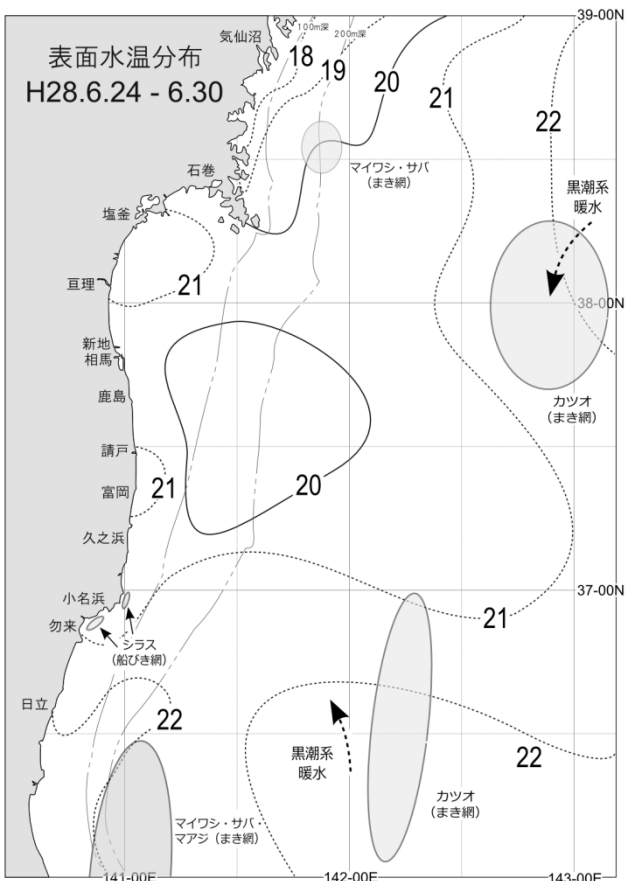 表面水温分布
H28.6.24 - 6.30
気仙沼
100m深
200m深
39-00N
18
19
20
21
22
マイワシ・サバ
(まき網)
石巻
塩釜
亘理
21
黒潮系
暖水
38-00N
カツオ
(まき網)
新地
相馬
鹿島
請戸
富岡
久之浜
21
20
小名浜
勿来
シラス
(船びき網)
37-00N
21
日立
22
黒潮系
暖水
22
カツオ
(まき網)
マイワシ・サバ・
マアジ(まき網)
141-00E
142-00E
143-00E